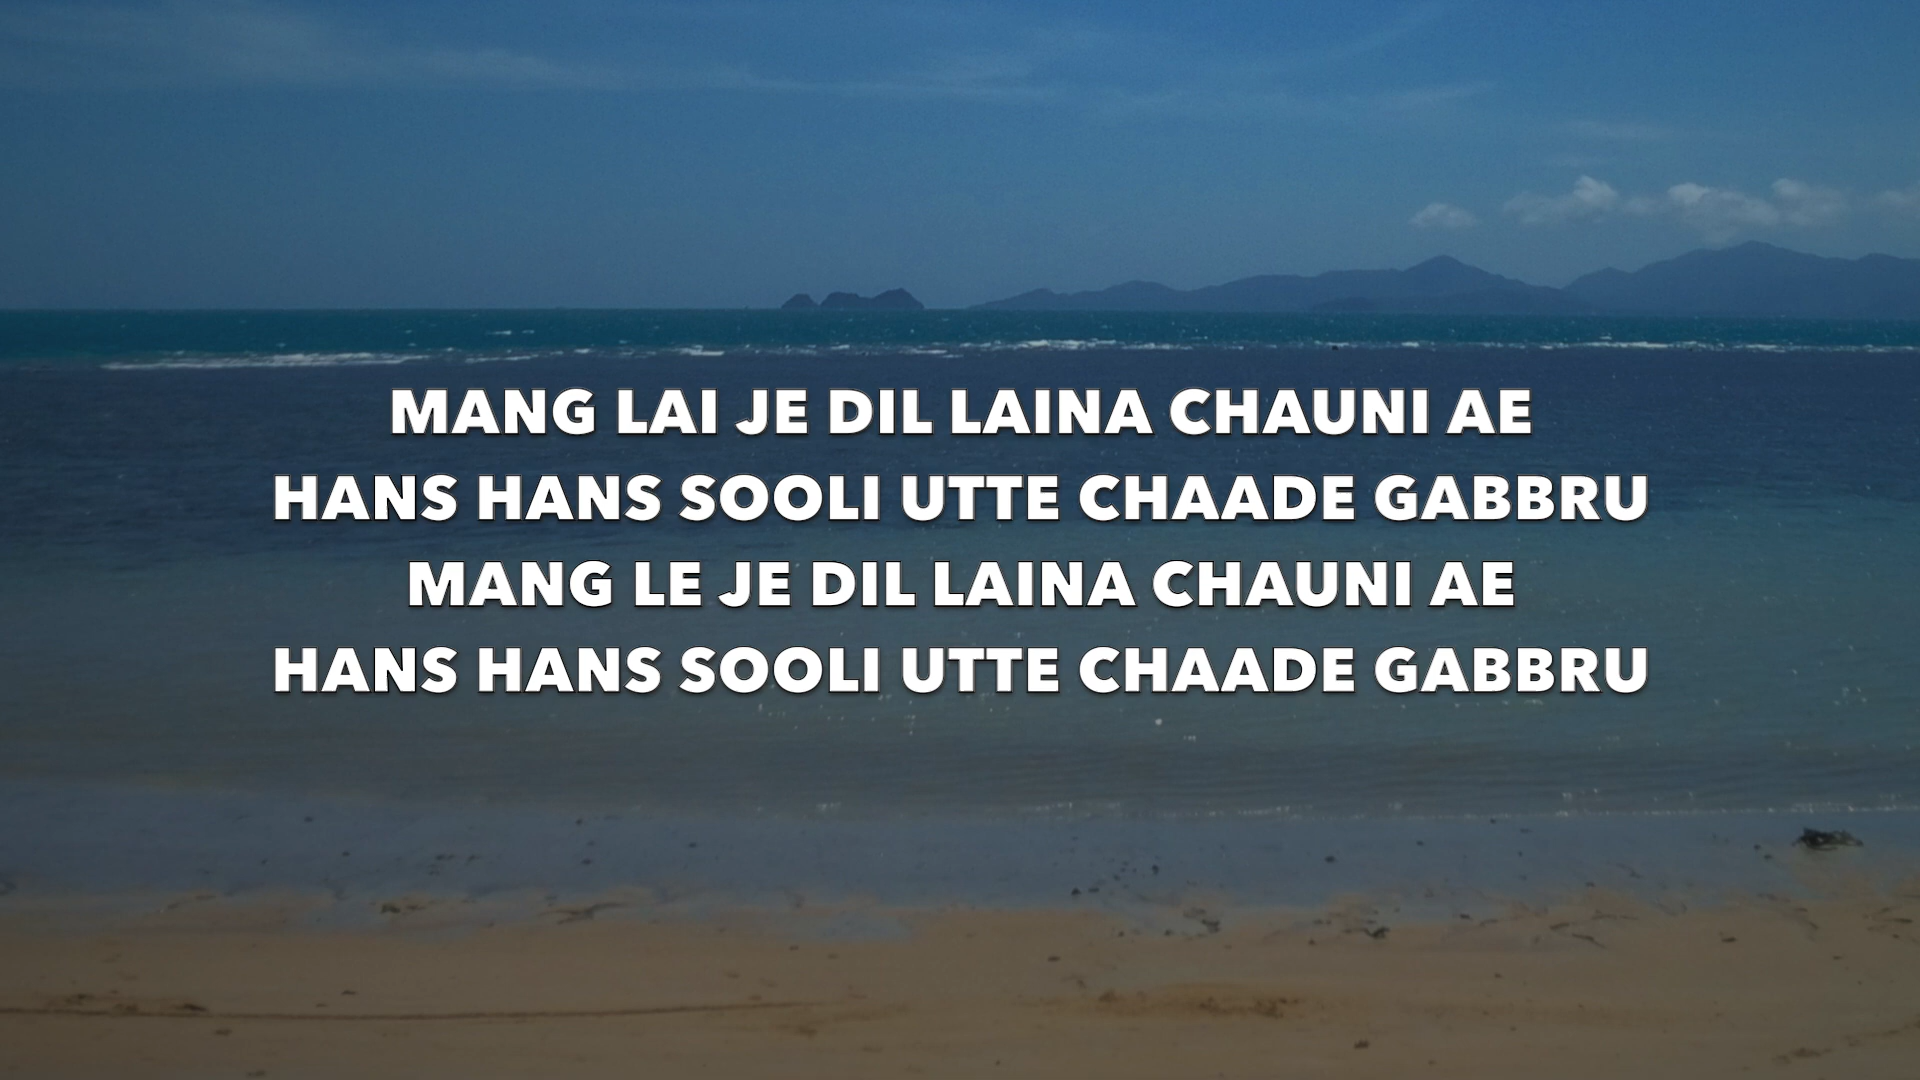 MANG LAI JE DIL LAINA CHAUNI AE
HANS HANS SOOLI UTTE CHAADE GABBRU
MANG LE JE DIL LAINA CHAUNI AE
HANS HANS SOOLI UTTE CHAADE GABBRU